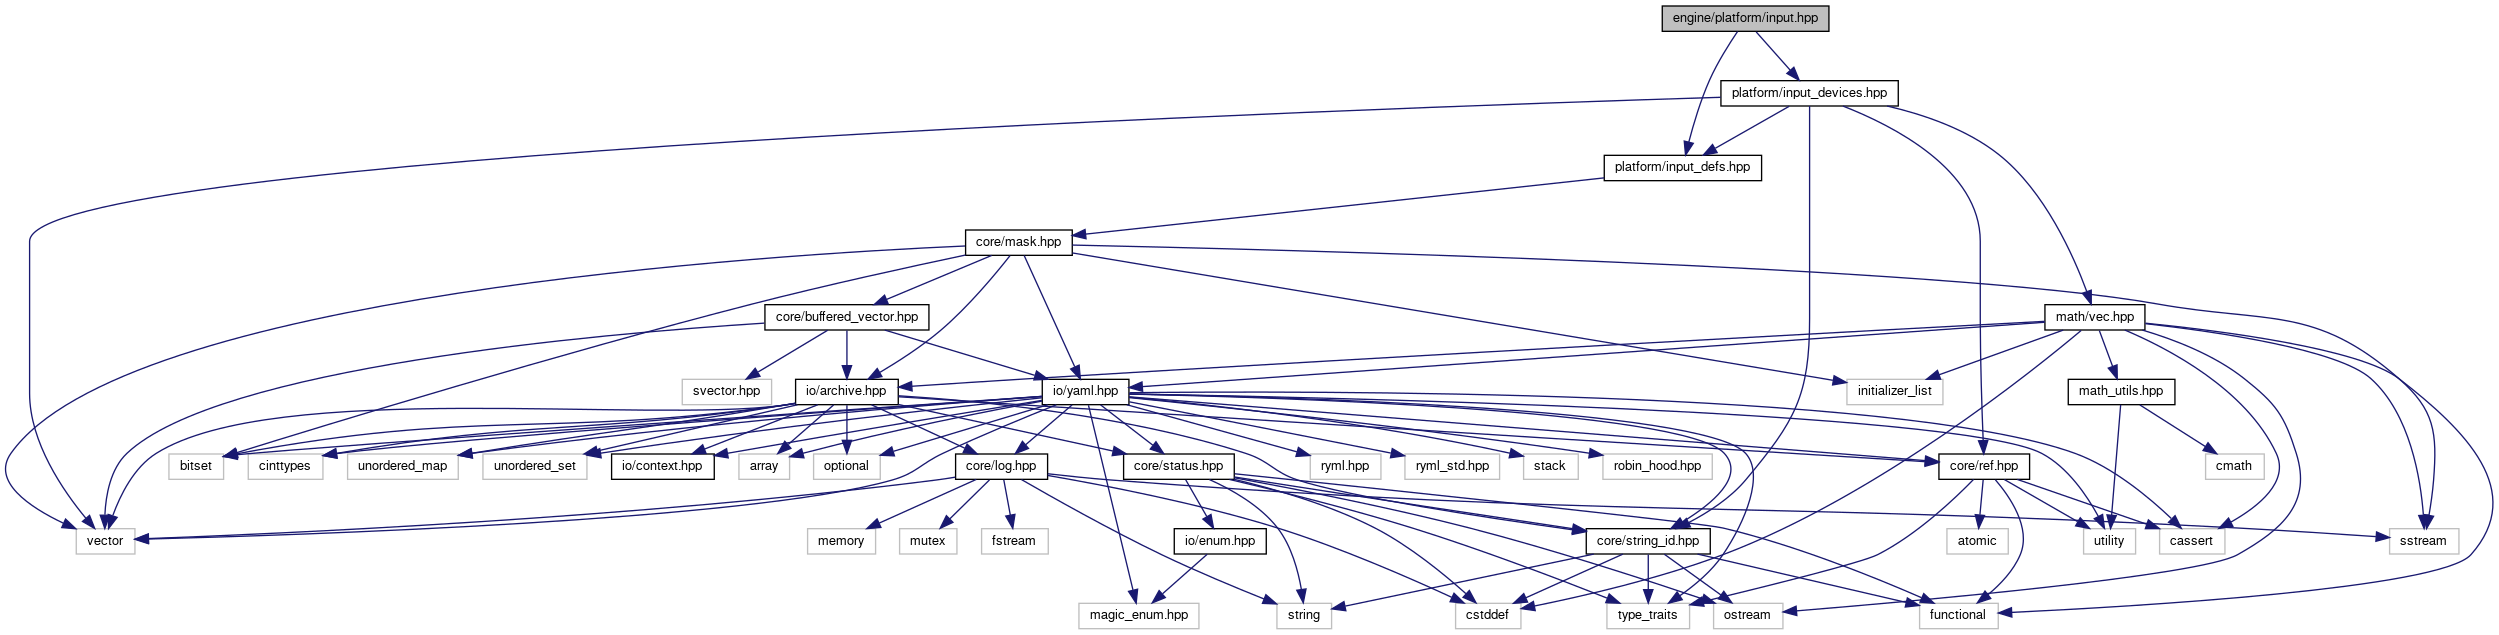 engine/platform/input.hpp
platform/input_devices.hpp
platform/input_defs.hpp
core/mask.hpp
core/buffered_vector.hpp
math/vec.hpp
svector.hpp
io/archive.hpp
io/yaml.hpp
initializer_list
math_utils.hpp
bitset
cinttypes
unordered_map
unordered_set
io/context.hpp
array
optional
core/log.hpp
core/status.hpp
ryml.hpp
ryml_std.hpp
stack
robin_hood.hpp
core/ref.hpp
cmath
vector
memory
mutex
fstream
io/enum.hpp
core/string_id.hpp
atomic
utility
cassert
sstream
magic_enum.hpp
string
cstddef
type_traits
ostream
functional